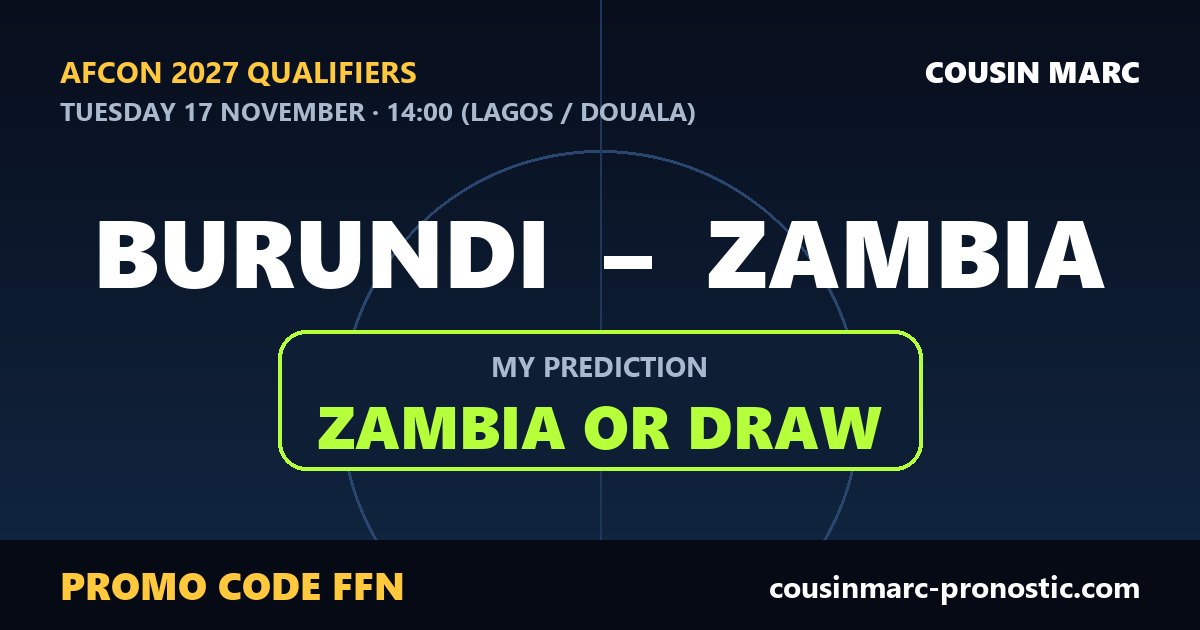 AFCON 2027 QUALIFIERS
COUSIN MARC
TUESDAY 17 NOVEMBER · 14:00 (LAGOS / DOUALA)
BURUNDI – ZAMBIA
MY PREDICTION
ZAMBIA OR DRAW
PROMO CODE FFN
cousinmarc-pronostic.com